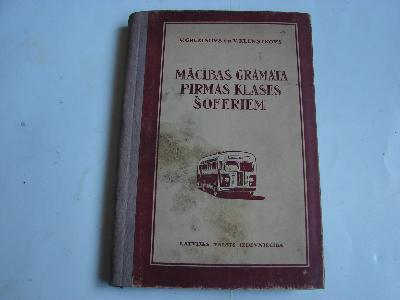 MĀCĪBAS GRĀMATA
PIRMĀS KLASES
ŠOFERIEM
LATVIJAS VALSTS IZDEVNIECĪBA